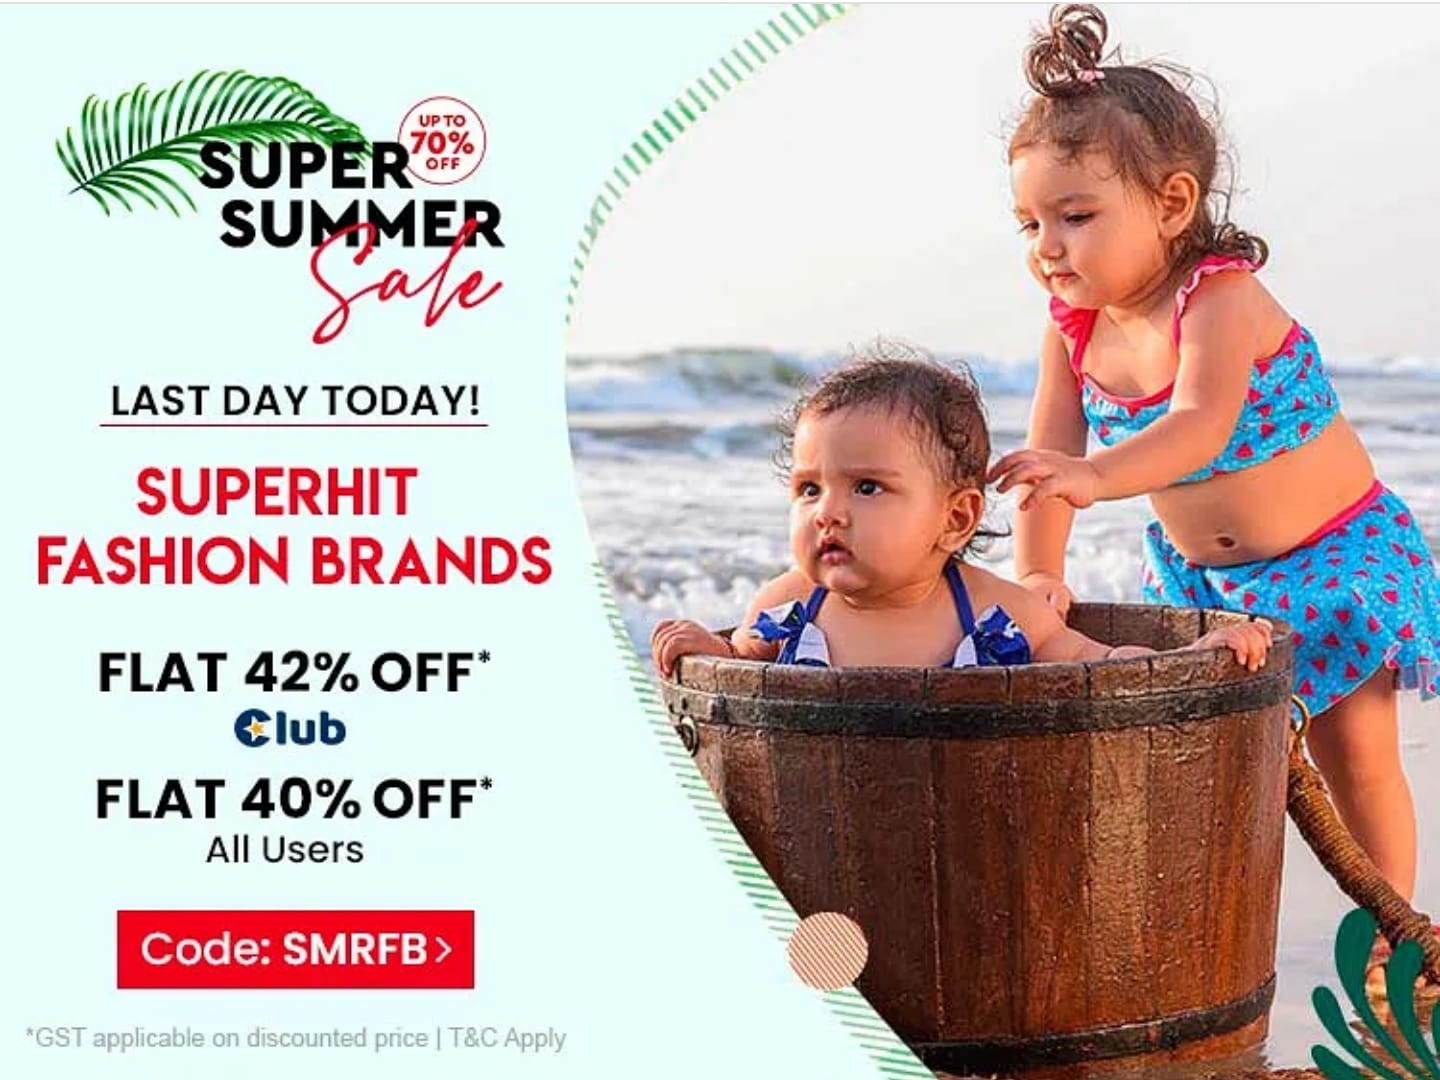 UP TO
70%
OFF
SUPER
SUMMER
Sale
LAST DAY TODAY!
SUPERHIT
FASHION BRANDS
FLAT 42% OFF*
Club
FLAT 40% OFF*
All Users
Code: SMRFB >
*GST applicable on discounted price | T&C Apply